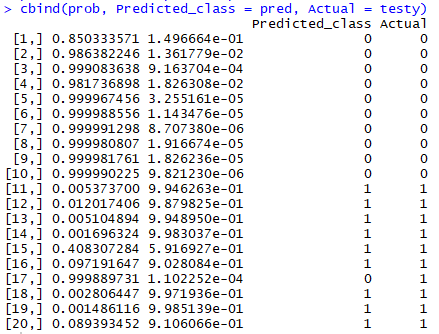 > cbind(prob, Predicted_class = pred, Actual = testy)
Predicted_class Actual
[1,] 0.850333571 1.496664e-01 0 0
[2,] 0.986382246 1.361779e-02 0 0
[3,] 0.999083638 9.163704e-04 0 0
[4,] 0.981736898 1.826308e-02 0 0
[5,] 0.999967456 3.255161e-05 0 0
[6,] 0.999988556 1.143476e-05 0 0
[7,] 0.999991298 8.707380e-06 0 0
[8,] 0.999980807 1.916674e-05 0 0
[9,] 0.999981761 1.826236e-05 0 0
[10,] 0.999990225 9.821230e-06 0 0
[11,] 0.005373700 9.946263e-01 1 1
[12,] 0.012017406 9.879825e-01 1 1
[13,] 0.005104894 9.948950e-01 1 1
[14,] 0.001696324 9.983037e-01 1 1
[15,] 0.408307284 5.916927e-01 1 1
[16,] 0.097191647 9.028084e-01 1 1
[17,] 0.999889731 1.102252e-04 0 1
[18,] 0.002806447 9.971936e-01 1 1
[19,] 0.001486116 9.985139e-01 1 1
[20,] 0.089393452 9.106066e-01 1 1